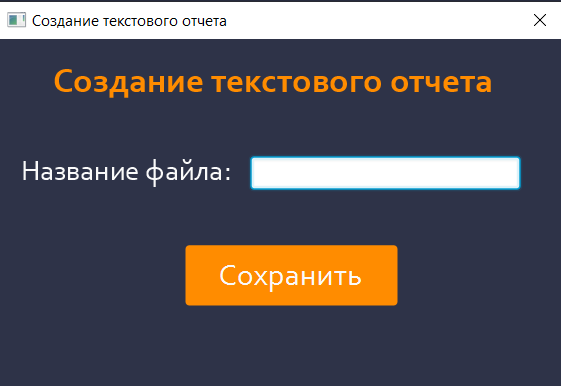 Создание текстового отчета
Создание текстового отчета
Название файла:
Сохранить